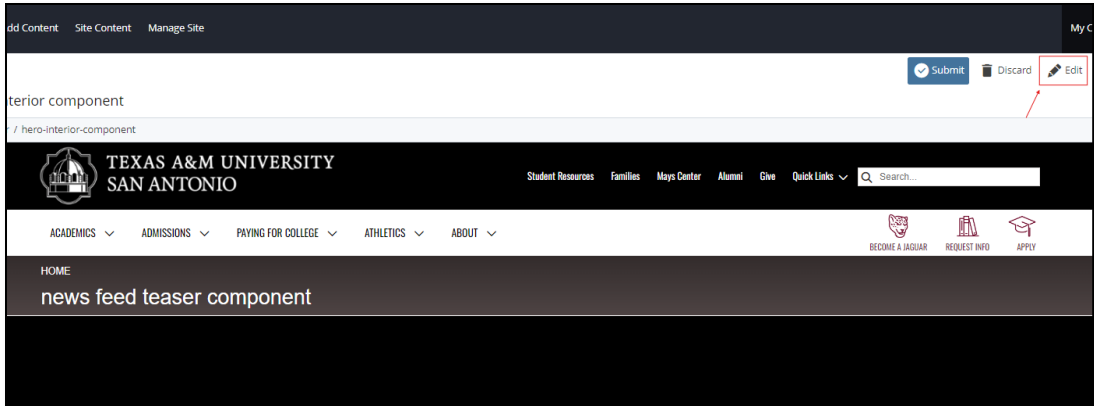 dd Content Site Content Manage Site My C
Submit Discard Edit
terior component
r / hero-interior-component
TEXAS A&M UNIVERSITY
SAN ANTONIO
Student Resources Families Mays Center Alumni Give Quick Links Search...
ACADEMICS ADMISSIONS PAYING FOR COLLEGE ATHLETICS ABOUT
BECOME A JAGUAR REQUEST INFO APPLY
HOME
news feed teaser component